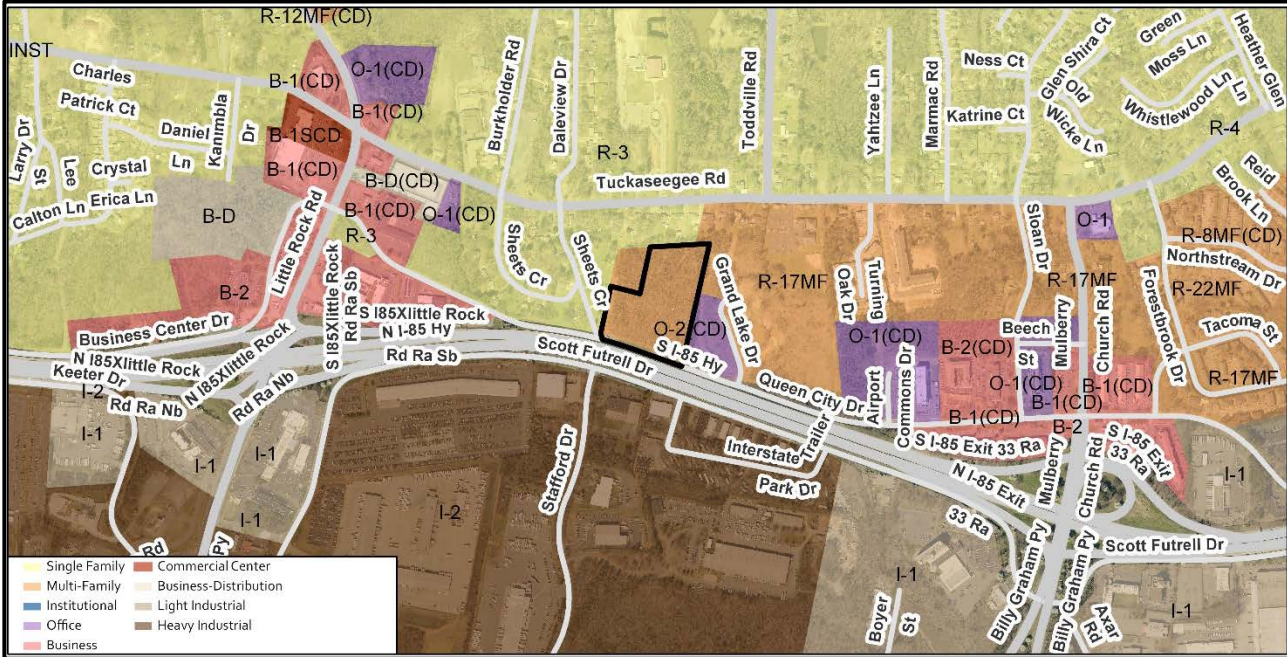 R-12MF(CD)
INST
Charles
Patrick Ct
Daniel
Ln
Kanimbla
Dr
Larry Dr
Lee
St
Crystal
Erica Ln
Calton Ln
B-1(CD)
O-1(CD)
B-1(CD)
B-1SCD
B-1(CD)
B-D(CD)
B-1(CD)
O-1(CD)
B-D
R-3
Little Rock Rd
B-2
Business Center Dr
Burkholder Rd
Daleview Dr
R-3
Tuckaseegee Rd
Toddville Rd
Yahtzee Ln
Marmac Rd
Ness Ct
Katrine Ct
Glen Shira Ct
Old
Wicke Ln
Green
Moss Ln
Whistlewood Ln
Heather Glen
Ln
R-4
Reid
Brook Ln
R-8MF(CD)
Northstream Dr
R-22MF
Tacoma St
R-17MF
Forestbrook Dr
O-1
Sloan Dr
R-17MF
Church Rd
Mulberry
Beech
St
O-1(CD)
B-1(CD)
B-1(CD)
B-2
B-2(CD)
B-1(CD)
O-1(CD)
Airport
Commons Dr
Oak Dr
Turning
R-17MF
Grand Lake Dr
O-2(CD)
Sheets Cr
Sheets Cr
S I85Xlittle Rock
Rd Ra Sb
S I85Xlittle Rock
N I-85 Hy
Rd Ra Sb
S I-85 Hy
Scott Futrell Dr
Queen City Dr
N I85Xlittle Rock
Keeter Dr
Rd Ra Nb
N I85Xlittle Rock
Rd Ra Nb
I-2
I-1
I-1
I-1
I-1
Rd
Py
I-2
Stafford Dr
Interstate Trailer
Park Dr
S I-85 Exit 33 Ra
N I-85 Exit
33 Ra
S I-85 Exit
33 Ra
Mulberry
Church Rd
Billy Graham Py
Billy Graham Py
Scott Futrell Dr
I-1
I-1
I-1
Boyer
St
Axar
Rd
Single Family
Multi-Family
Institutional
Office
Business
Commercial Center
Business-Distribution
Light Industrial
Heavy Industrial